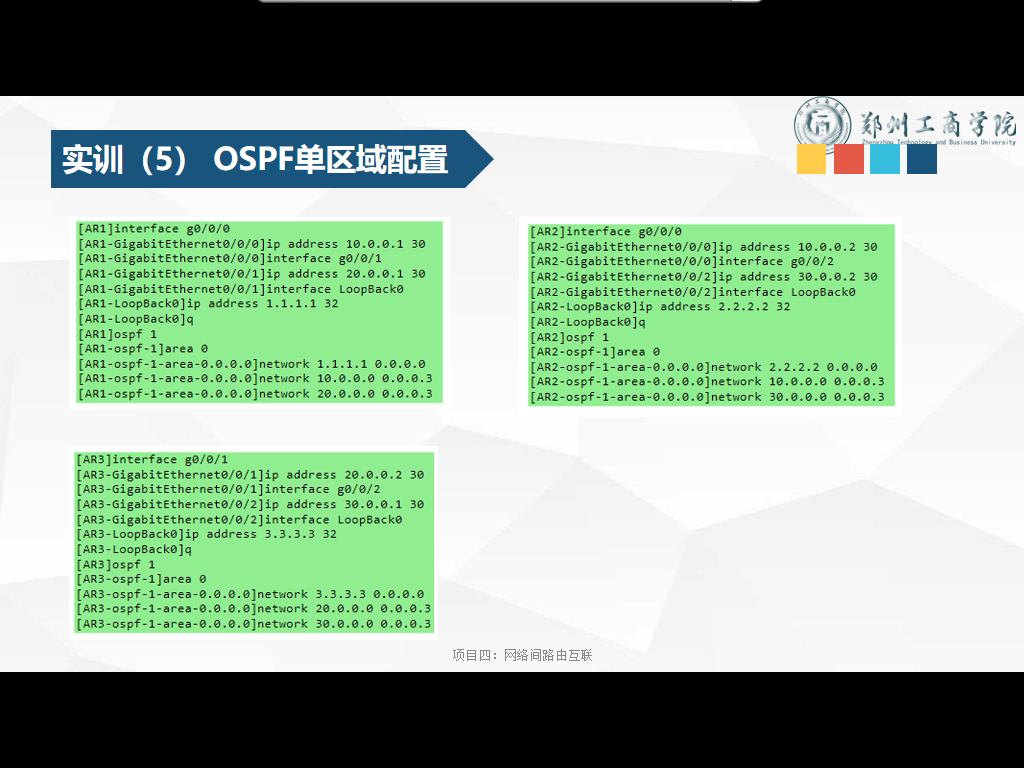 郑州工商学院
Zhengzhou Technology and Business University
实训（5） OSPF单区域配置
[AR1]interface g0/0/0
[AR1-GigabitEthernet0/0/0]ip address 10.0.0.1 30
[AR1-GigabitEthernet0/0/0]interface g0/0/1
[AR1-GigabitEthernet0/0/1]ip address 20.0.0.1 30
[AR1-GigabitEthernet0/0/1]interface LoopBack0
[AR1-LoopBack0]ip address 1.1.1.1 32
[AR1-LoopBack0]q
[AR1]ospf 1
[AR1-ospf-1]area 0
[AR1-ospf-1-area-0.0.0.0]network 1.1.1.1 0.0.0.0
[AR1-ospf-1-area-0.0.0.0]network 10.0.0.0 0.0.0.3
[AR1-ospf-1-area-0.0.0.0]network 20.0.0.0 0.0.0.3
[AR2]interface g0/0/0
[AR2-GigabitEthernet0/0/0]ip address 10.0.0.2 30
[AR2-GigabitEthernet0/0/0]interface g0/0/2
[AR2-GigabitEthernet0/0/2]ip address 30.0.0.2 30
[AR2-GigabitEthernet0/0/2]interface LoopBack0
[AR2-LoopBack0]ip address 2.2.2.2 32
[AR2-LoopBack0]q
[AR2]ospf 1
[AR2-ospf-1]area 0
[AR2-ospf-1-area-0.0.0.0]network 2.2.2.2 0.0.0.0
[AR2-ospf-1-area-0.0.0.0]network 10.0.0.0 0.0.0.3
[AR2-ospf-1-area-0.0.0.0]network 30.0.0.0 0.0.0.3
[AR3]interface g0/0/1
[AR3-GigabitEthernet0/0/1]ip address 20.0.0.2 30
[AR3-GigabitEthernet0/0/1]interface g0/0/2
[AR3-GigabitEthernet0/0/2]ip address 30.0.0.1 30
[AR3-GigabitEthernet0/0/2]interface LoopBack0
[AR3-LoopBack0]ip address 3.3.3.3 32
[AR3-LoopBack0]q
[AR3]ospf 1
[AR3-ospf-1]area 0
[AR3-ospf-1-area-0.0.0.0]network 3.3.3.3 0.0.0.0
[AR3-ospf-1-area-0.0.0.0]network 20.0.0.0 0.0.0.3
[AR3-ospf-1-area-0.0.0.0]network 30.0.0.0 0.0.0.3
项目四：网络间路由互联